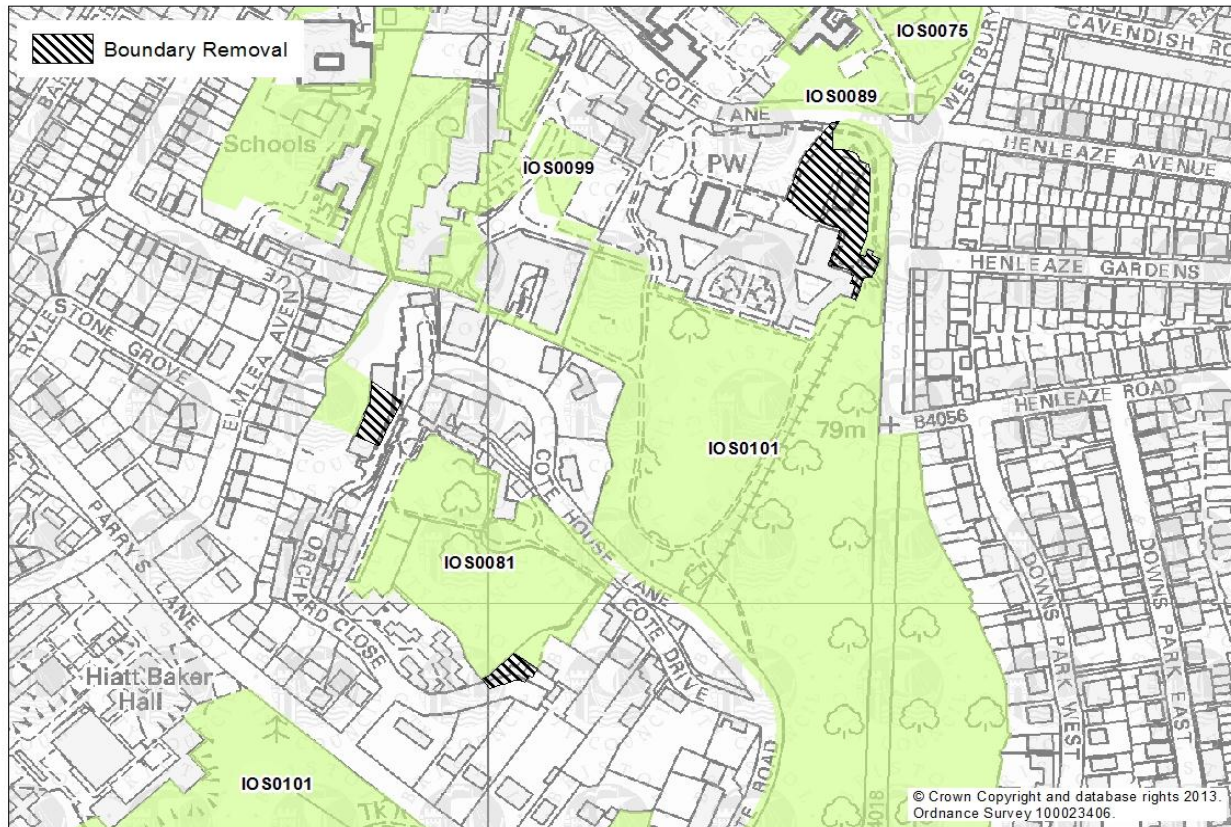 Boundary Removal
IOS0075
CAVENDISH
WESTBURY
COTE
LANE
IOS0089
Schools
IOS0099
PW
HENLEAZE AVENUE
HENLEAZE GARDENS
RYLESTONE GROVE
ELMLEA AVEN
B4056
HENLEAZE ROAD
79m
IOS0101
COTE HOUSE LANE
IOS0081
PARRYS LANE
ORCHARD CLOSE
COTE DRIVE
DOWNS PARK WEST
DOWNS PARK EAST
Hiatt Baker
Hall
IOS0101
ROAD
© Crown Copyright and database rights 2013.
Ordnance Survey 100023406.